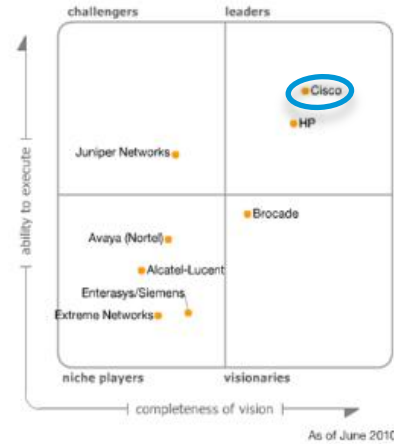 challengers
leaders
Cisco
HP
Juniper Networks
Brocade
Avaya (Nortel)
Alcatel-Lucent
Enterasys/Siemens
Extreme Networks
niche players
visionaries
ability to execute
completeness of vision
As of June 2010